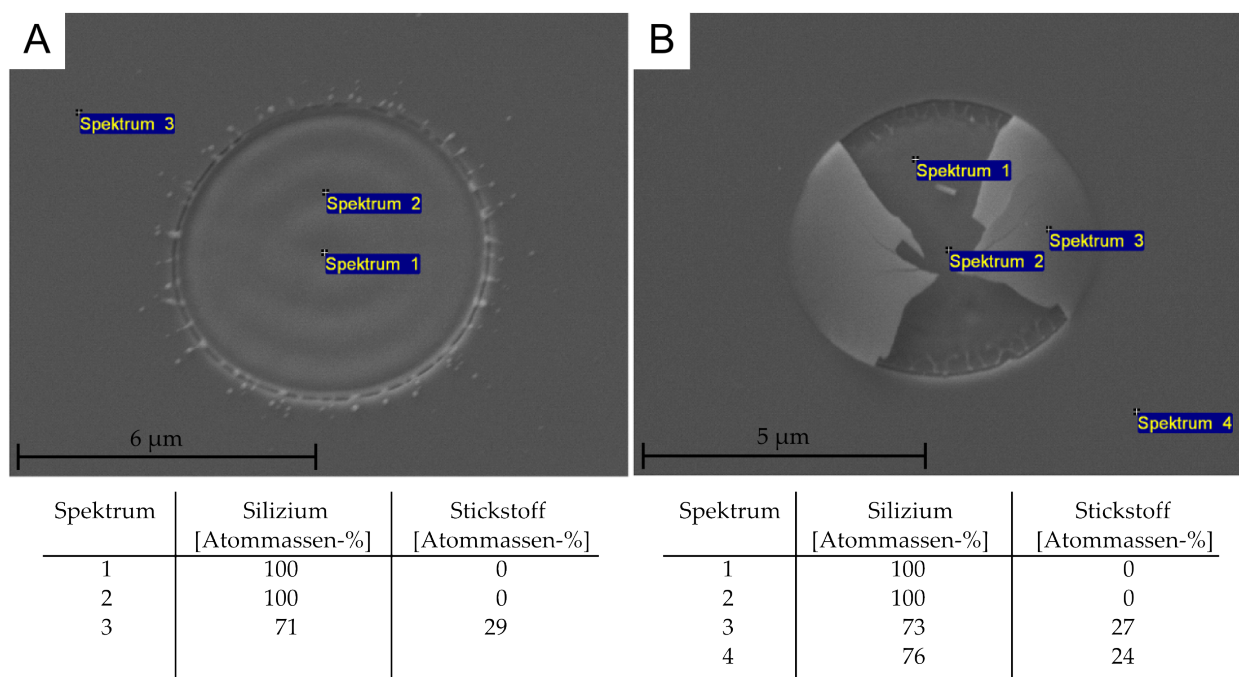 A
Spektrum 3
Spektrum 2
Spektrum 1
6 µm
B
Spektrum 1
Spektrum 3
Spektrum 2
Spektrum 4
5 µm
Spektrum Silizium Stickstoff
[Atommassen-%] [Atommassen-%]
1 100 0
2 100 0
3 71 29
Spektrum Silizium Stickstoff
[Atommassen-%] [Atommassen-%]
1 100 0
2 100 0
3 73 27
4 76 24